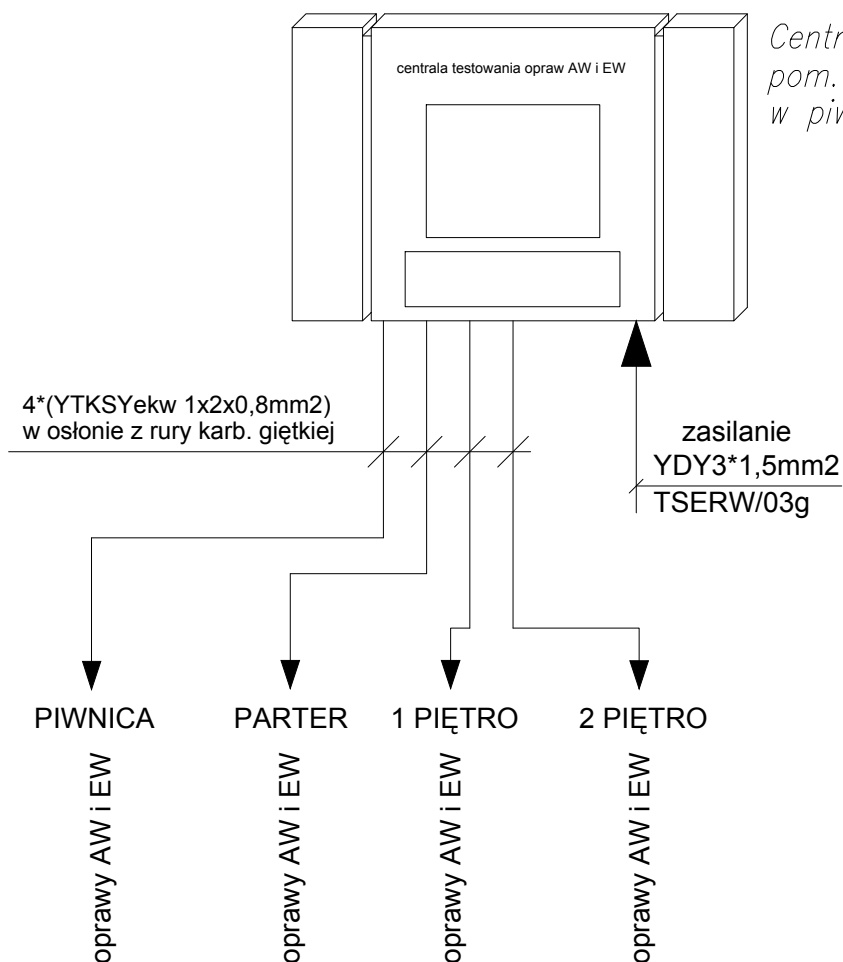 centrala testowania opraw AW i EW
pom.
4*(YTKSYekw 1x2x0,8mm2)
w osłonie z rury karb. giętkiej
zasilanie
YDY3*1,5mm2
TSERW/03g
PIWNICA
PARTER
1 PIĘTRO
2 PIĘTRO
oprawy AW i EW
oprawy AW i EW
oprawy AW i EW
oprawy AW i EW